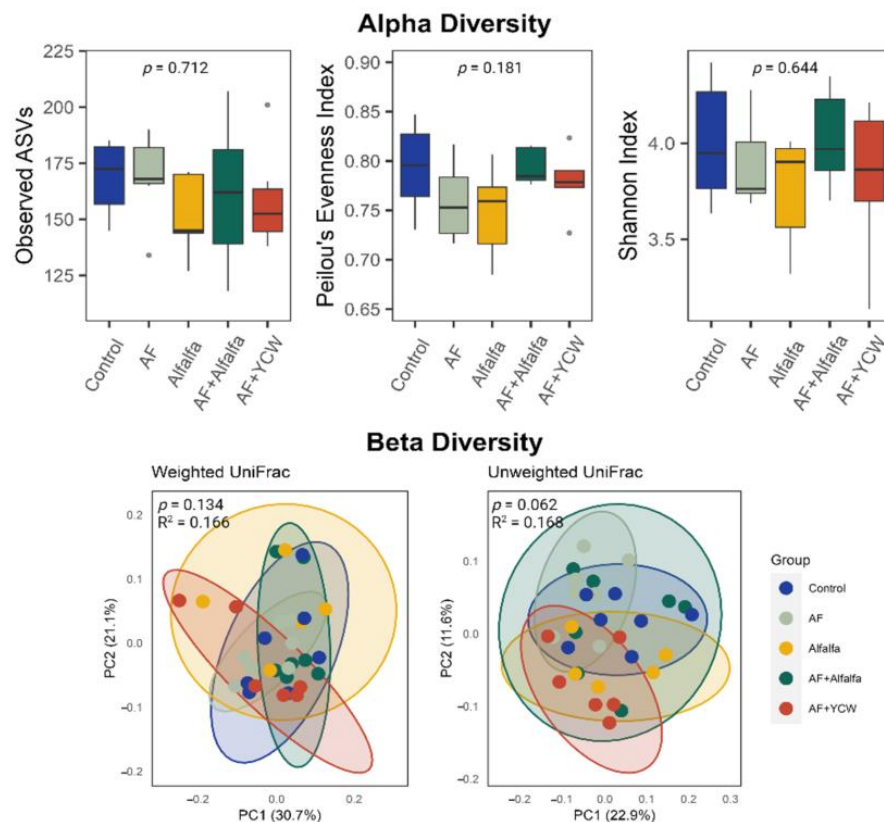 Alpha Diversity
Observed ASVs
225
200
175
150
125
p = 0.712
Control
AF
Alfalfa
AF+Alfalfa
AF+YCW
Peilou's Evenness Index
0.90
0.85
0.80
0.75
0.70
0.65
p = 0.181
Control
AF
Alfalfa
AF+Alfalfa
AF+YCW
Shannon Index
4.0
3.5
p = 0.644
Control
AF
Alfalfa
AF+Alfalfa
AF+YCW
Beta Diversity
Weighted UniFrac
p = 0.134
R² = 0.166
PC2 (21.1%)
0.2
0.1
0.0
−0.1
−0.2
−0.2
0.0
0.2
PC1 (30.7%)
Unweighted UniFrac
p = 0.062
R² = 0.168
PC2 (11.6%)
0.1
0.0
−0.1
−0.2
−0.2
−0.1
0.0
0.1
0.2
0.3
PC1 (22.9%)
Group
Control
AF
Alfalfa
AF+Alfalfa
AF+YCW